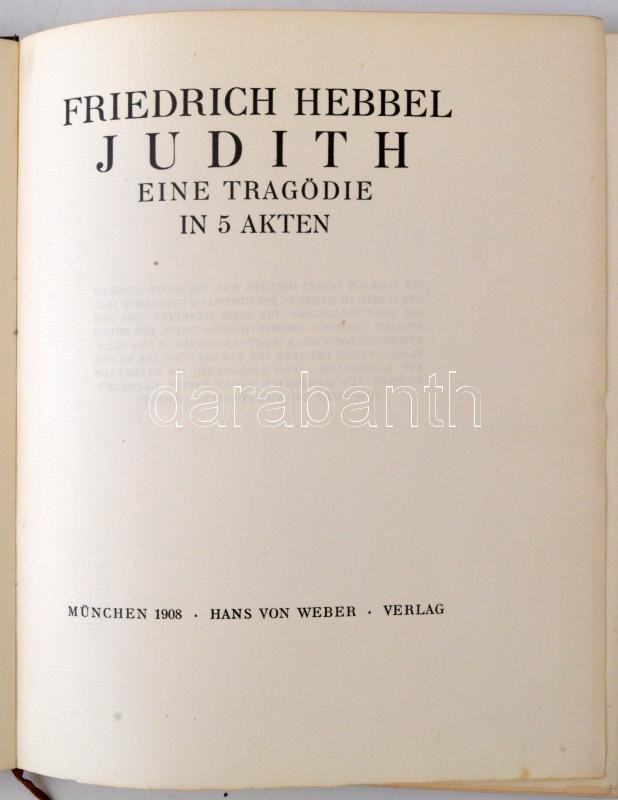 FRIEDRICH HEBBEL
JUDITH
EINE TRAGÖDIE
IN 5 AKTEN
darabanth
MÜNCHEN 1908 · HANS VON WEBER · VERLAG